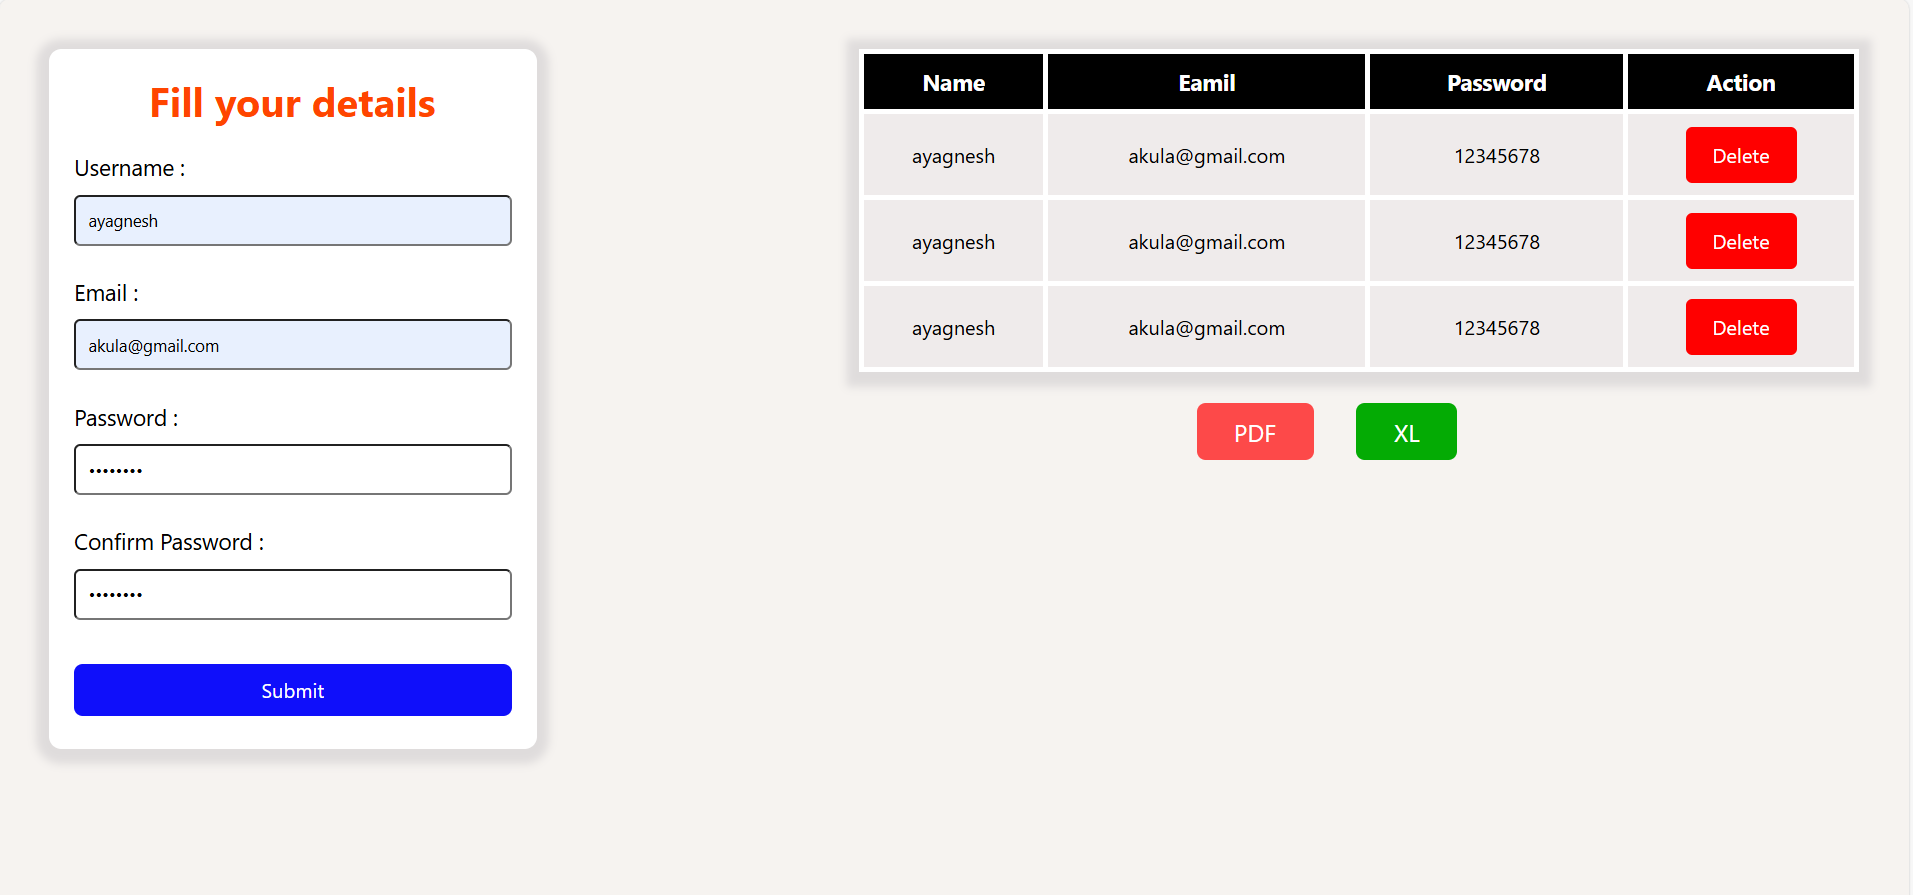 Fill your details
Username :
ayagnesh
Email :
akula@gmail.com
Password :
••••••••
Confirm Password :
••••••••
Submit
Name Eamil Password Action
ayagnesh akula@gmail.com 12345678 Delete
ayagnesh akula@gmail.com 12345678 Delete
ayagnesh akula@gmail.com 12345678 Delete
PDF XL